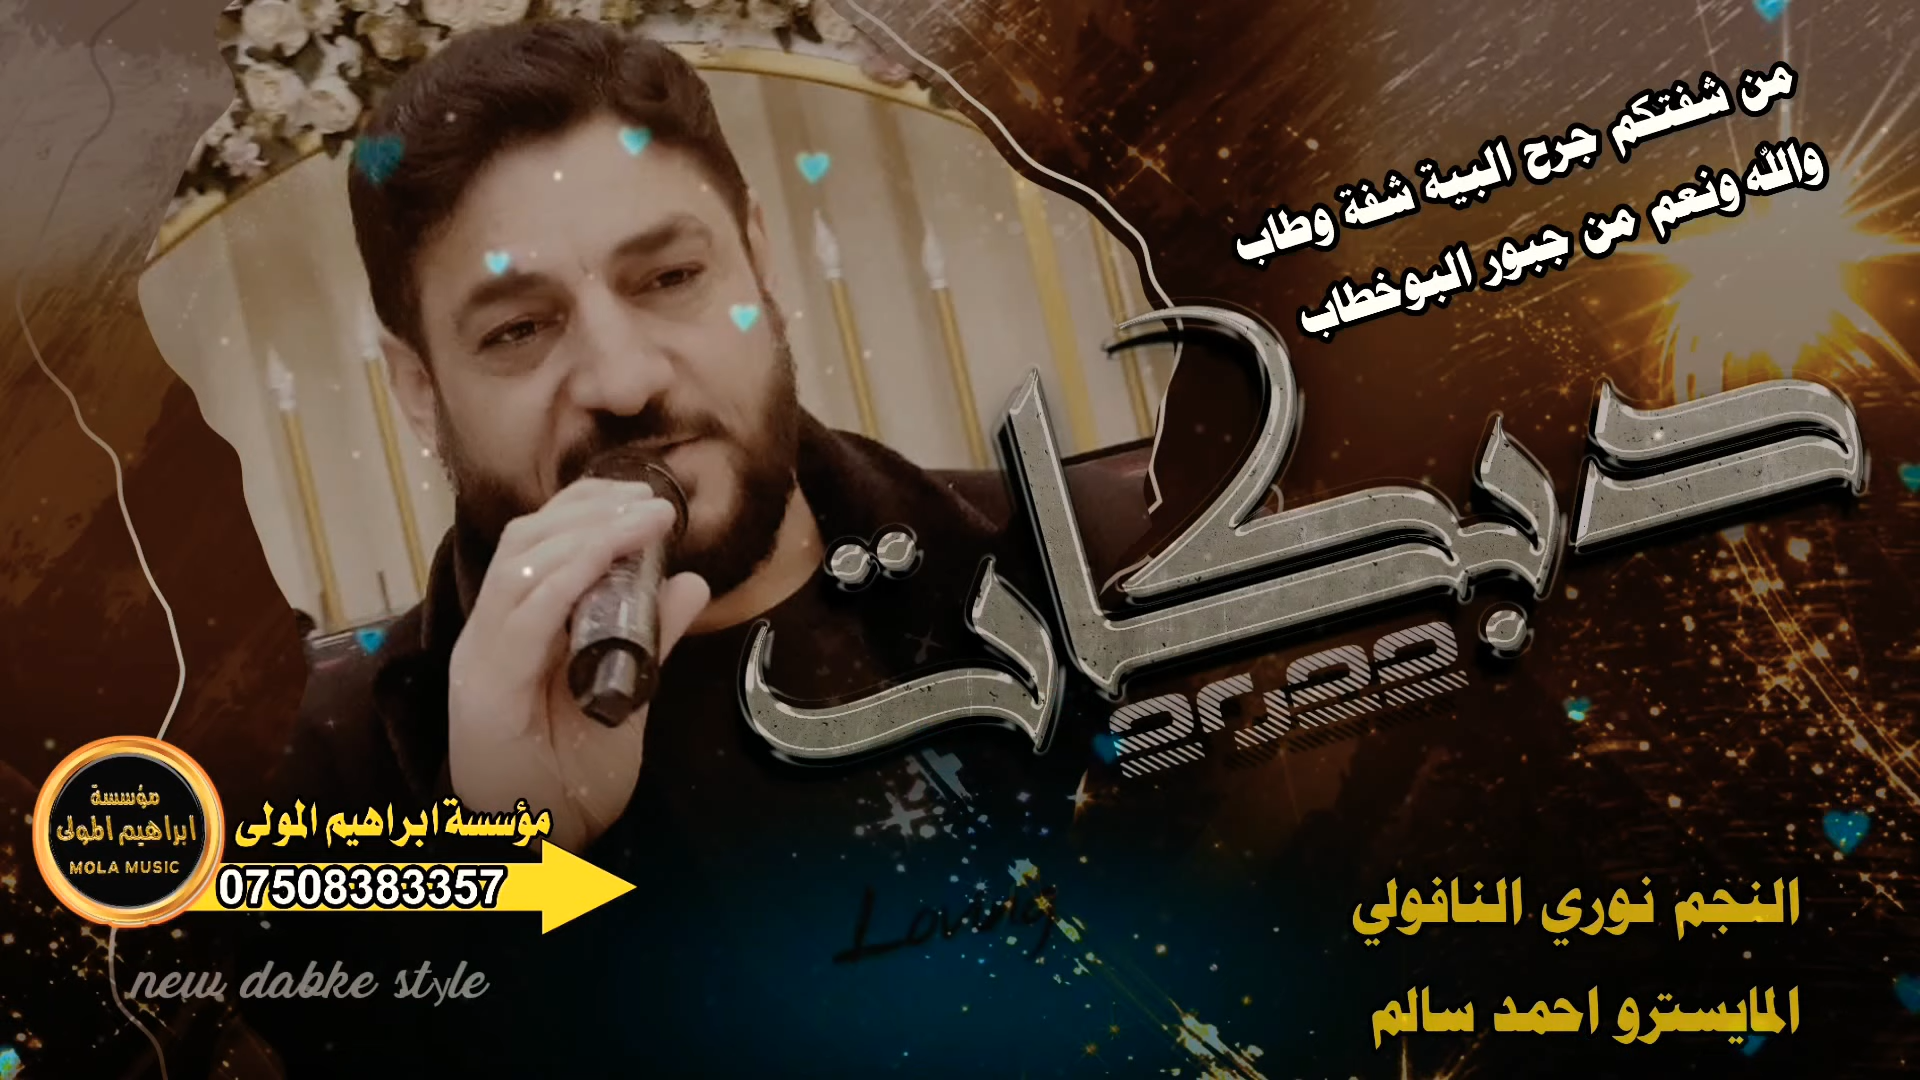 من شفتكم جرح البية شفة وطاب
والله ونعم من جبور البوخطاب
دبكات
مؤسسة
ابراهيم المولى
MOLA MUSIC
مؤسسة ابراهيم المولى
07508383357
new dabke style
Loving
النجم نوري النافولي
المايسترو احمد سالم